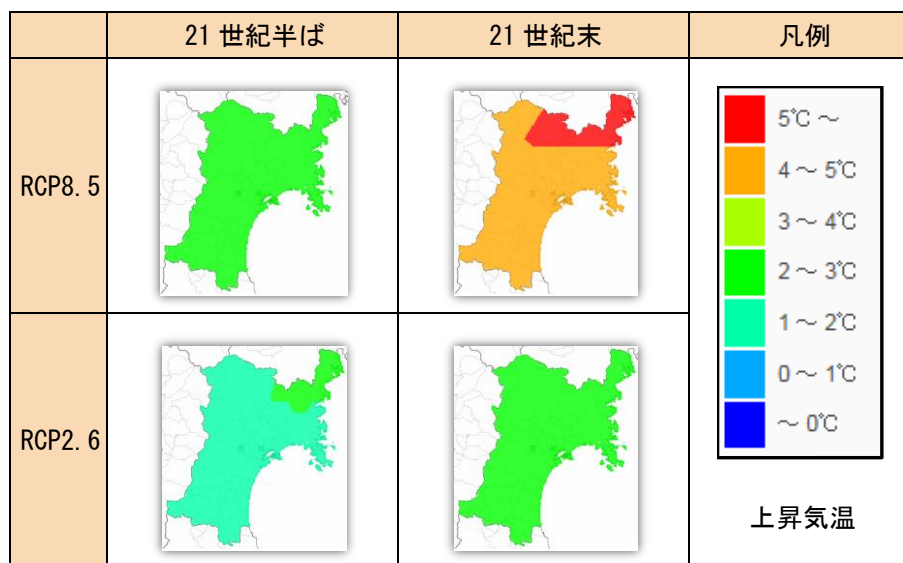 21 世紀半ば
21 世紀末
凡例
RCP8.5
5℃ ～
4 ～ 5℃
3 ～ 4℃
2 ～ 3℃
1 ～ 2℃
0 ～ 1℃
～ 0℃
RCP2.6
上昇気温